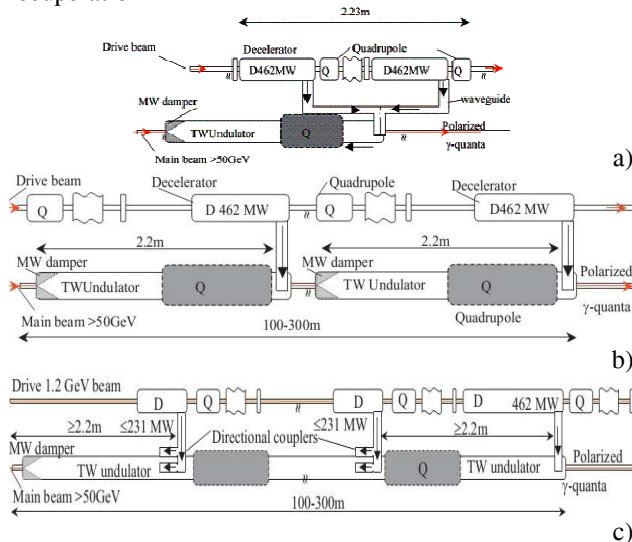 2.23m
Decelerator
Quadrupole
Drive beam
D462MW
Q
D462MW
Q
MW damper
waveguide
TWUndulator
Q
Polarized
γ-quanta
Main beam >50GeV
a)
Drive beam
Decelerator
Quadrupole
Decelerator
Q
D 462 MW
Q
D462 MW
2.2m
2.2m
MW damper
MW damper
Polarized
TWUndulator
Q
TWUndulator
Q
γ-quanta
Main beam >50GeV
Quadrupole
100-300m
b)
Drive 1.2 GeV beam
D
Q
D
Q
D
462 MW
Q
≥2.2m
≤231 MW
≤231 MW
≥2.2m
Directional couplers
MW damper
TW undulator
Q
TW undulator
Polarized
γ-quanta
Main beam >50GeV
100-300m
c)